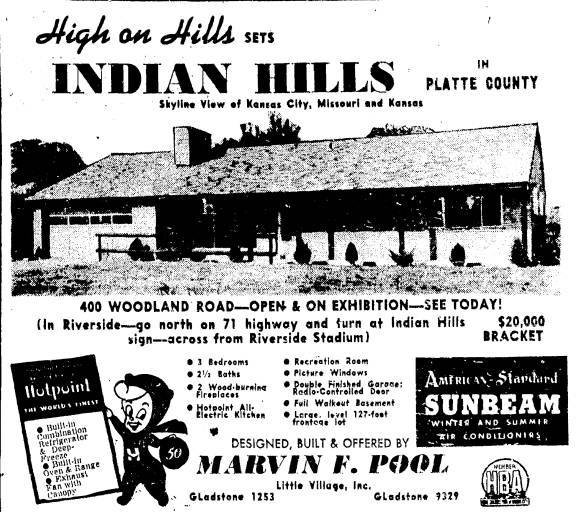 High on Hills SETS
INDIAN HILLS
IN
PLATTE COUNTY
Skyline View of Kansas City, Missouri and Kansas
400 WOODLAND ROAD—OPEN & ON EXHIBITION—SEE TODAY!
(In Riverside—go north on 71 highway and turn at Indian Hills
sign—across from Riverside Stadium)
$20,000
BRACKET
Hotpoint
THE WORLD'S FINEST
● Built-in
Combination
Refrigerator
& Deep-
Freeze
● Built-in
Oven & Range
● Exhaust
Fan with
Canopy
H
50
● 3 Bedrooms
● 2½ Baths
● 2 Wood-burning
Fireplaces
● Hotpoint All-
Electric Kitchen
● Recreation Room
● Picture Windows
● Double Finished Garage;
Radio-Controlled Door
● Full Walkout Basement
● Large, level 127-foot
frontage lot
AMERICAN-Standard
SUNBEAM
WINTER AND SUMMER
AIR CONDITIONERS
DESIGNED, BUILT & OFFERED BY
MARVIN F. POOL
Little Village, Inc.
Gladstone 1253 Gladstone 9329
MEMBER
HBA